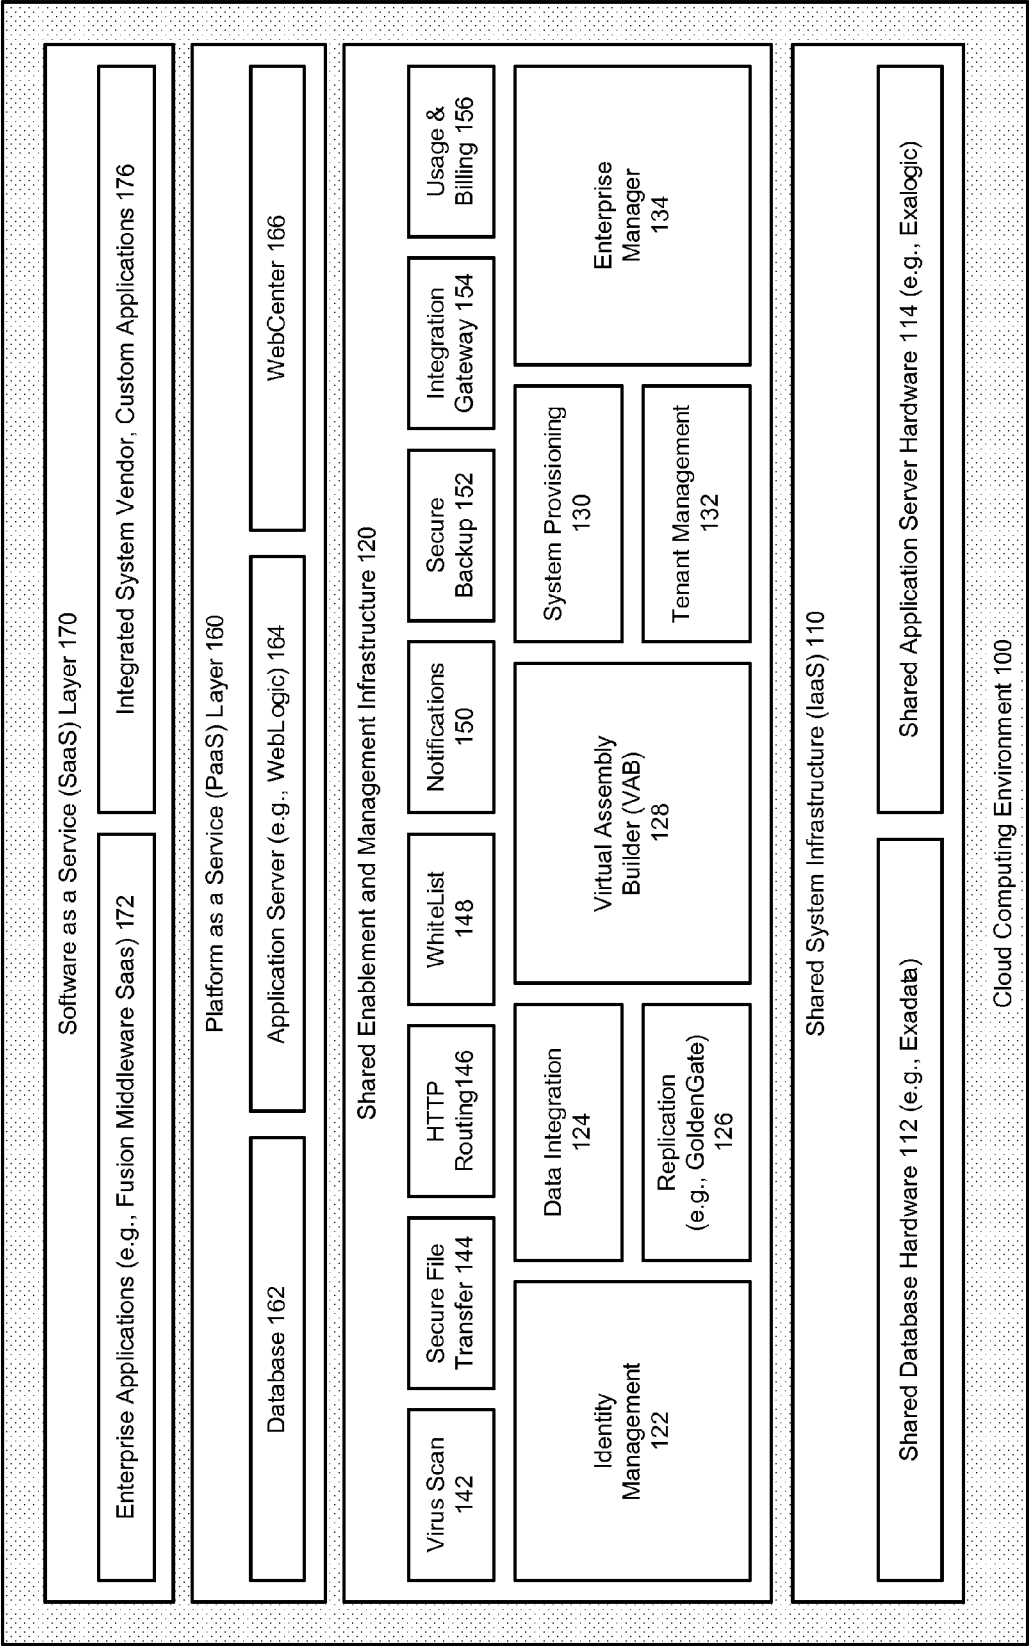 Software as a Service (SaaS) Layer 170
Enterprise Applications (e.g., Fusion Middleware Saas) 172
Integrated System Vendor, Custom Applications 176
Platform as a Service (PaaS) Layer 160
Database 162
Application Server (e.g., WebLogic) 164
WebCenter 166
Shared Enablement and Management Infrastructure 120
Virus Scan
142
Secure File
Transfer 144
HTTP
Routing146
WhiteList
148
Notifications
150
Secure
Backup 152
Integration
Gateway 154
Usage &
Billing 156
Identity
Management
122
Data Integration
124
Replication
(e.g., GoldenGate)
126
Virtual Assembly
Builder (VAB)
128
System Provisioning
130
Tenant Management
132
Enterprise
Manager
134
Shared System Infrastructure (IaaS) 110
Shared Database Hardware 112 (e.g., Exadata)
Shared Application Server Hardware 114 (e.g., Exalogic)
Cloud Computing Environment 100